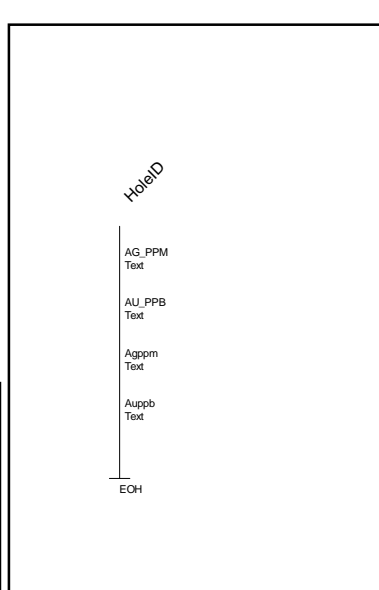 HoleID
AG_PPM
Text
AU_PPB
Text
Agppm
Text
Auppb
Text
EOH